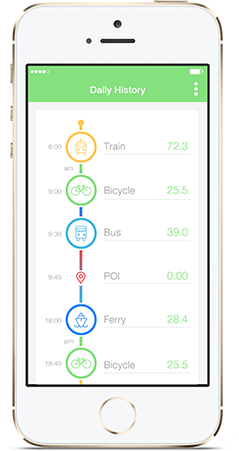 Daily History
8:00 Train 72.3
am
9:00 Bicycle 25.5
9:30 Bus 39.0
9:45 POI 0.00
18:00 Ferry 28.4
pm
18:40 Bicycle 25.5